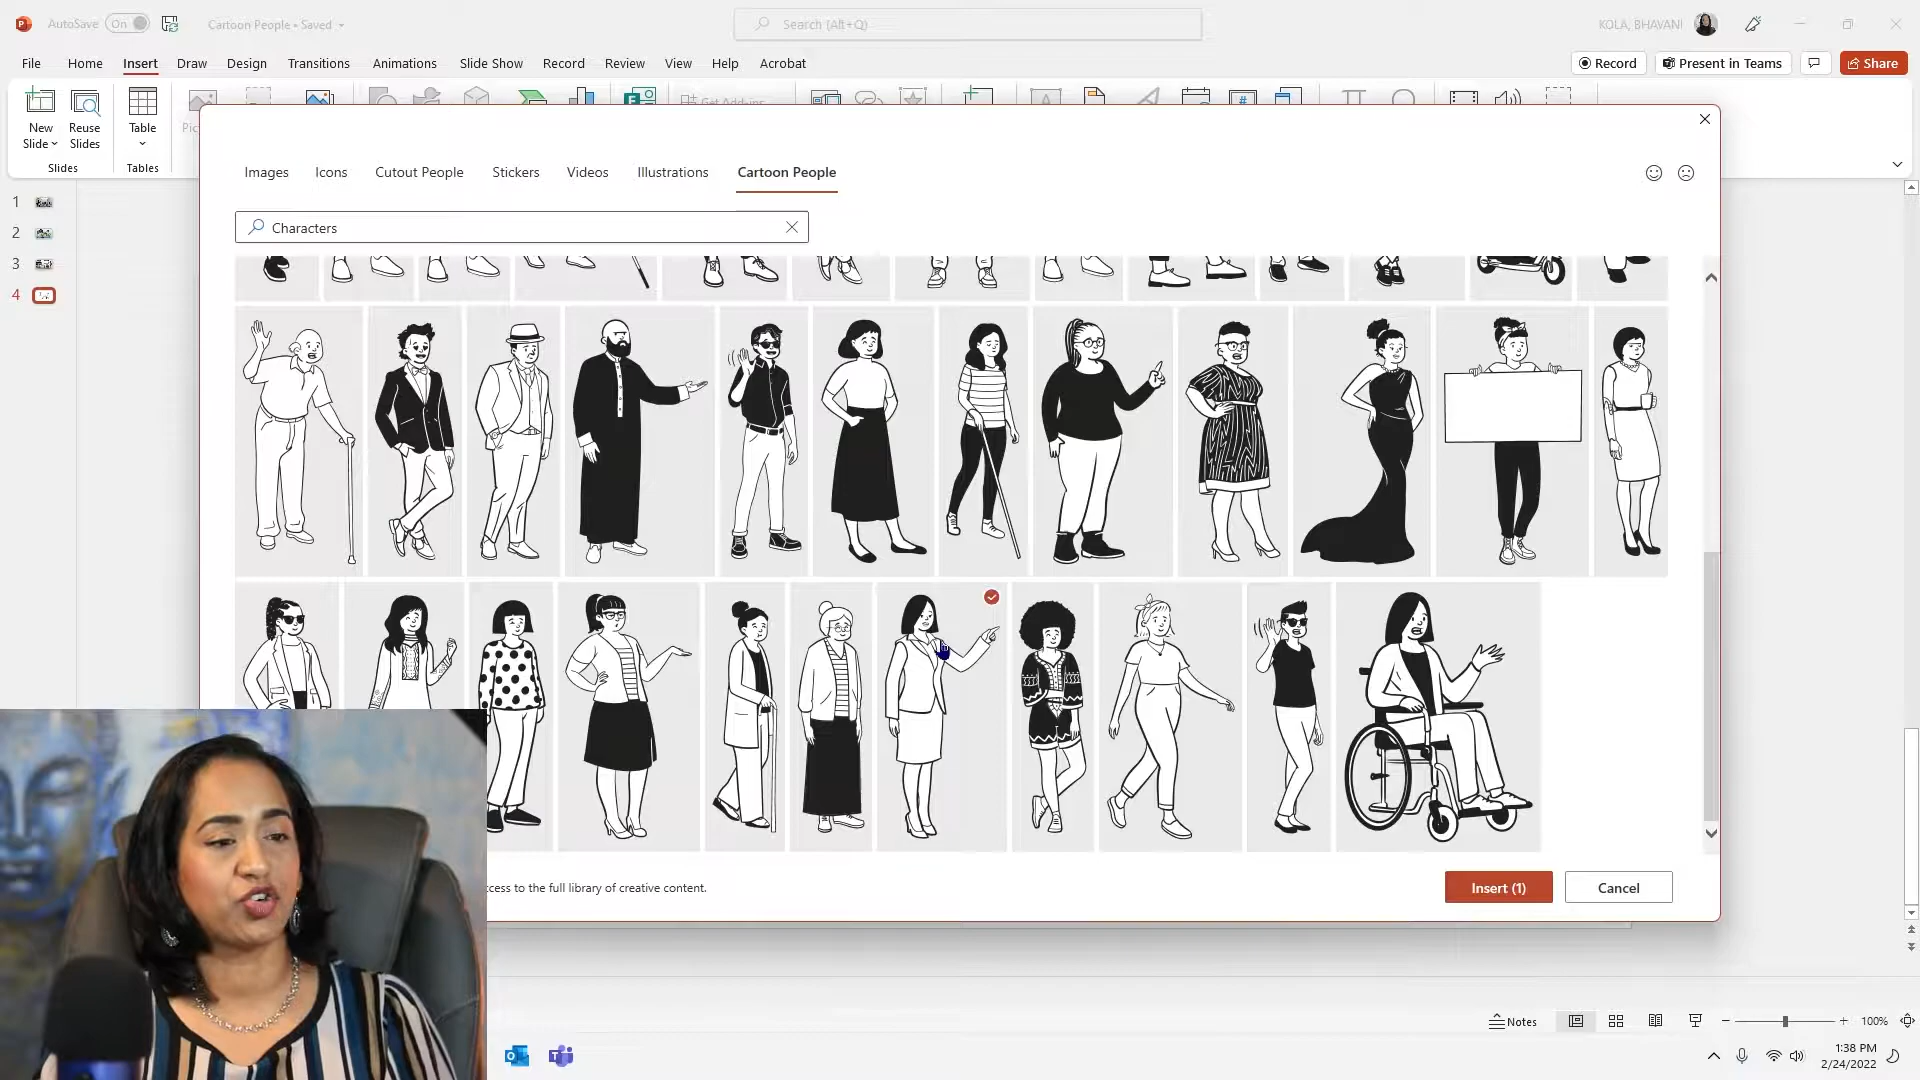 AutoSave On Cartoon People • Saved Search (Alt+Q) KOLA, BHAVANI
File Home Insert Draw Design Transitions Animations Slide Show Record Review View Help Acrobat Record Present in Teams Share
New Slide Reuse Slides Table
Slides Tables
Images Icons Cutout People Stickers Videos Illustrations Cartoon People
Characters
1
2
3
4
ccess to the full library of creative content.
Insert (1) Cancel
Notes 100%
1:38 PM
2/24/2022